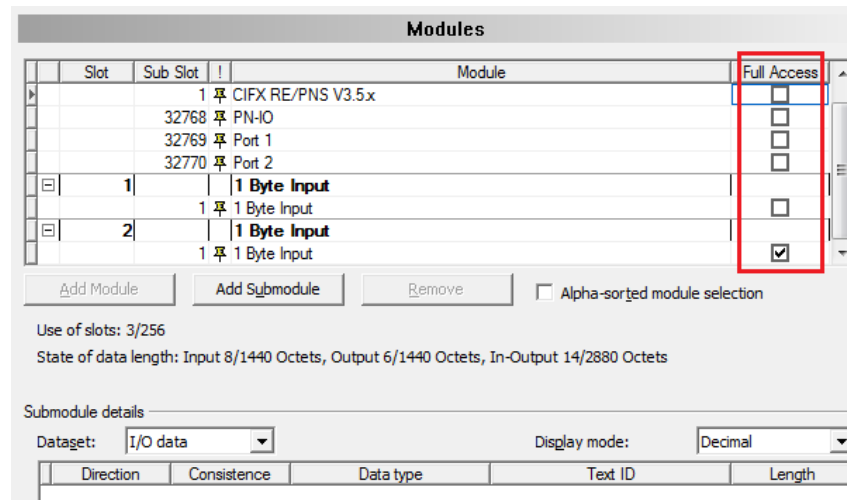 Modules
Slot Sub Slot ! Module Full Access
1 CIFX RE/PNS V3.5.x
32768 PN-IO
32769 Port 1
32770 Port 2
1 1 Byte Input
1 1 Byte Input
2 1 Byte Input
1 1 Byte Input
Add Module Add Submodule Remove Alpha-sorted module selection
Use of slots: 3/256
State of data length: Input 8/1440 Octets, Output 6/1440 Octets, In-Output 14/2880 Octets
Submodule details
Dataset: I/O data Display mode: Decimal
Direction Consistence Data type Text ID Length